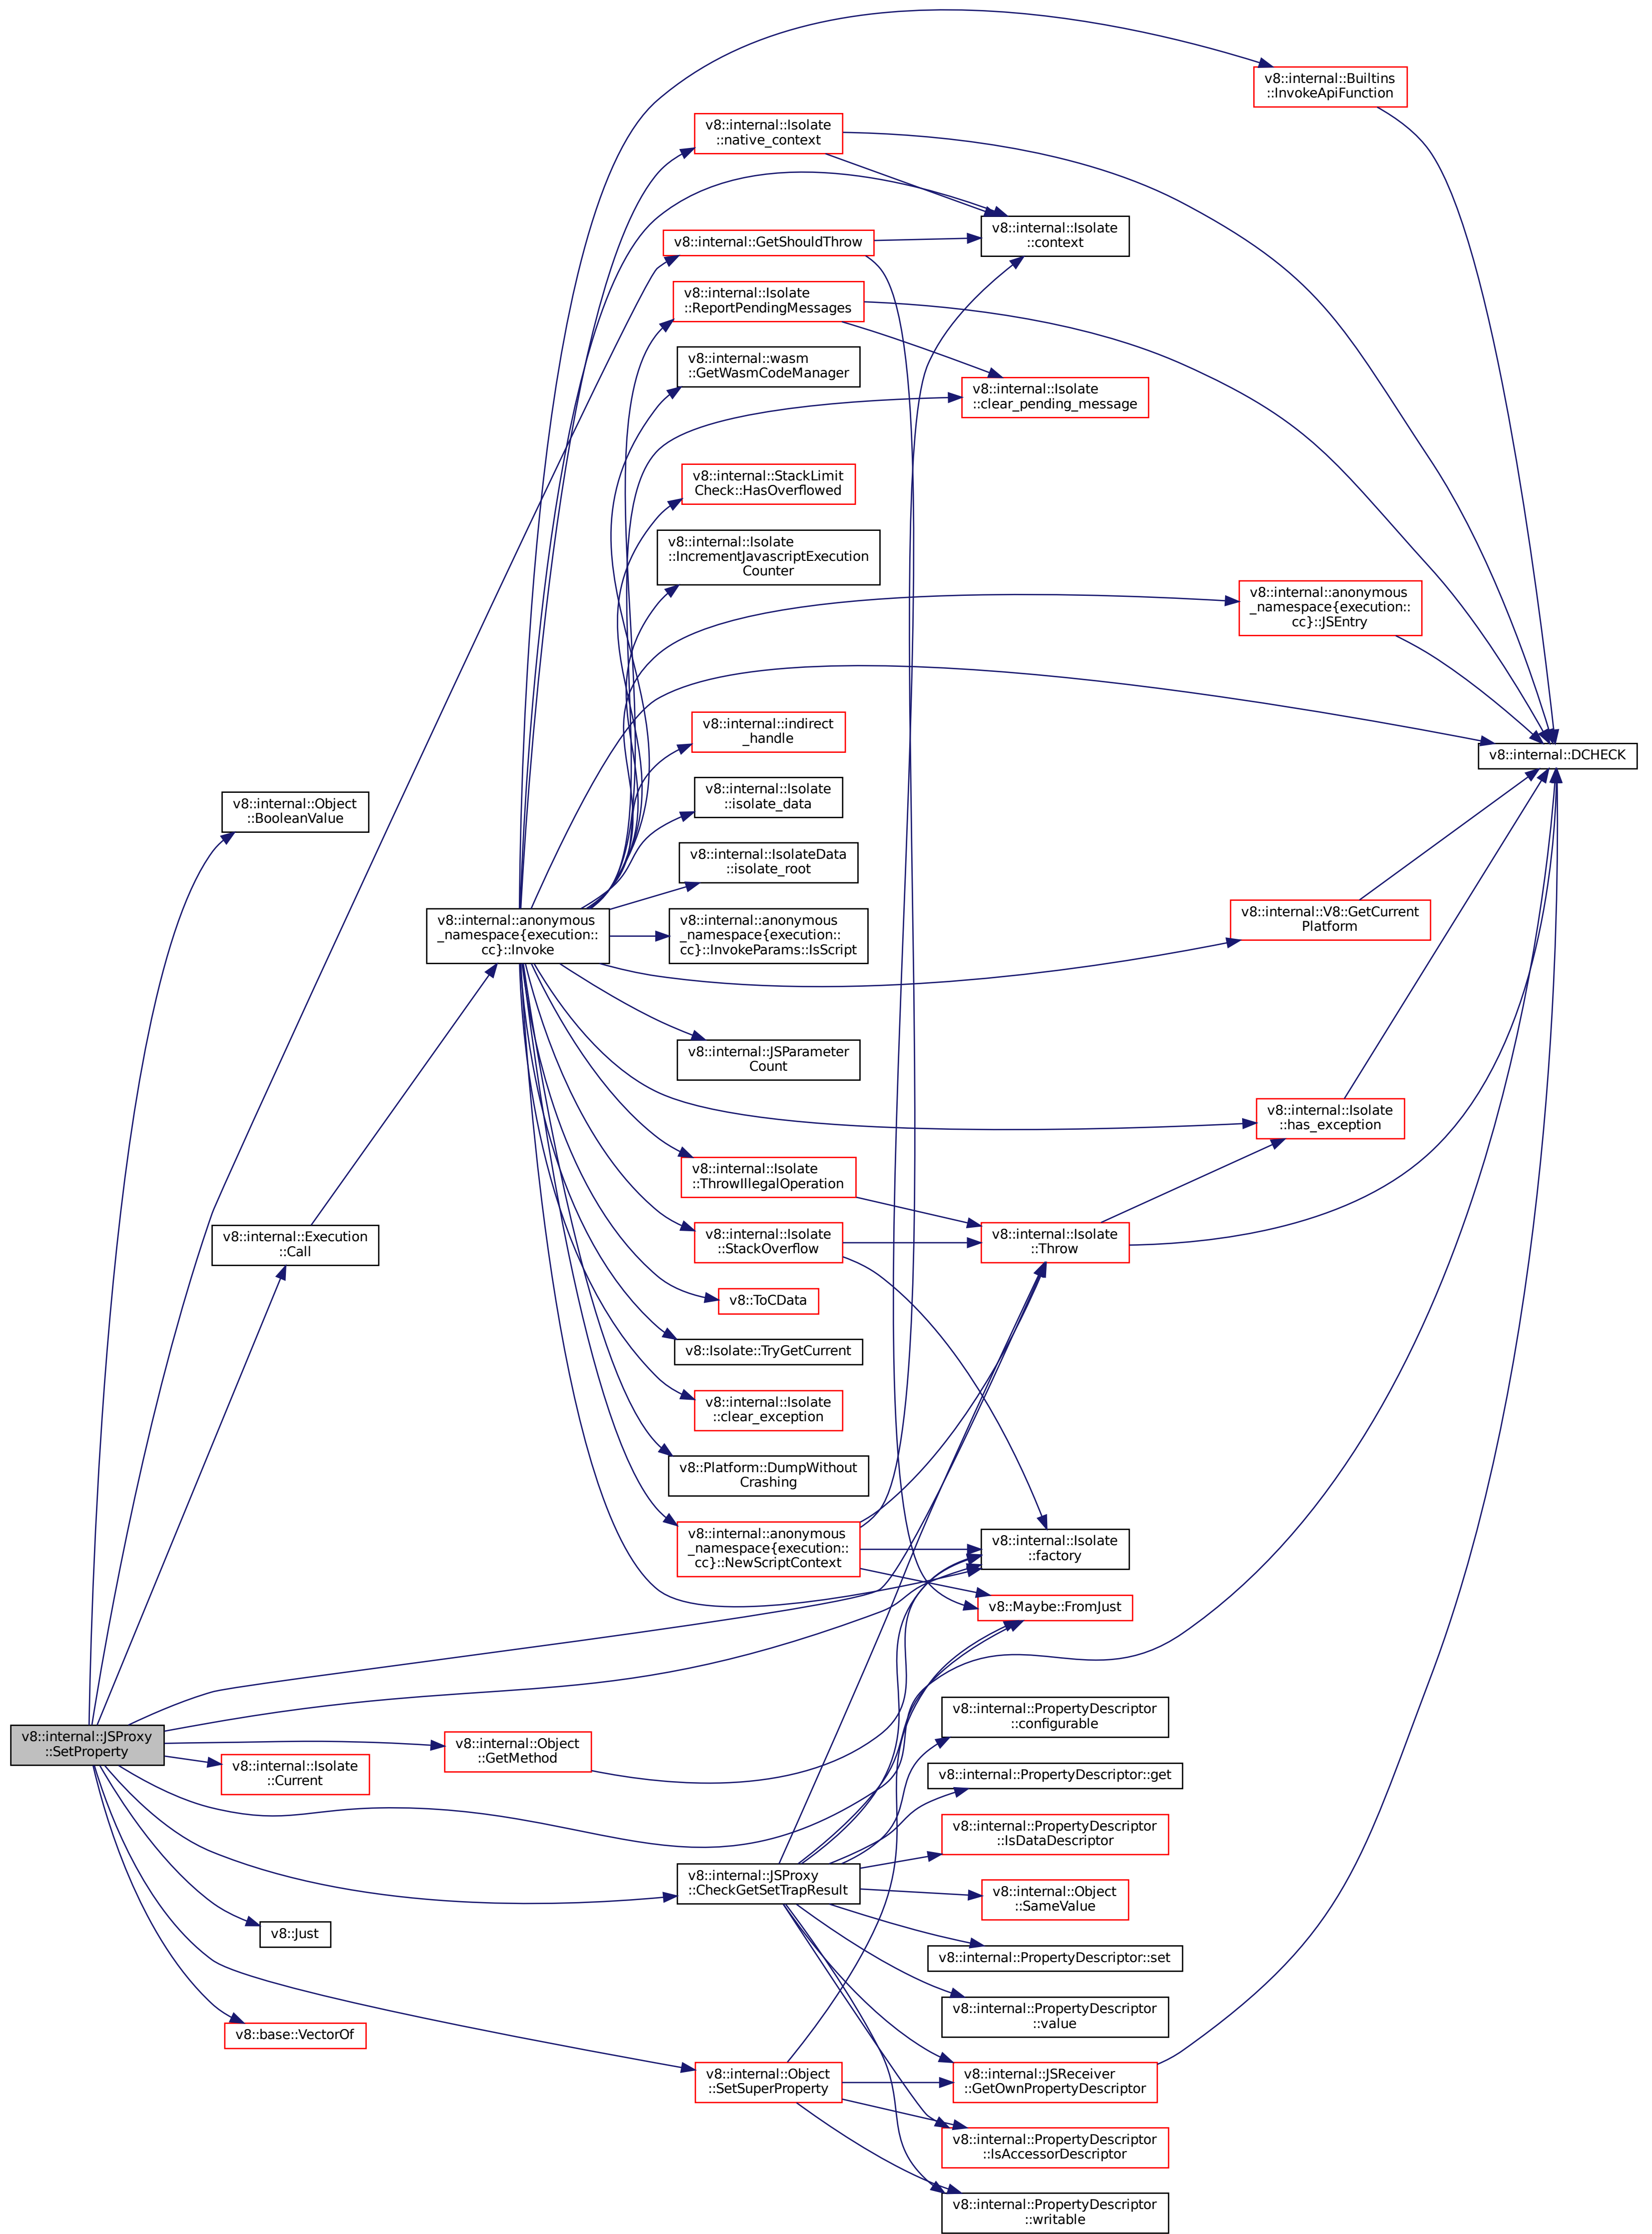 v8::internal::Builtins
::InvokeApiFunction
v8::internal::Isolate
::native_context
v8::internal::Isolate
::context
v8::internal::GetShouldThrow
v8::internal::Isolate
::ReportPendingMessages
v8::internal::wasm
::GetWasmCodeManager
v8::internal::Isolate
::clear_pending_message
v8::internal::StackLimit
Check::HasOverflowed
v8::internal::Isolate
::IncrementJavascriptExecution
Counter
v8::internal::anonymous
_namespace{execution::
cc}::JSEntry
v8::internal::indirect
_handle
v8::internal::DCHECK
v8::internal::Isolate
::isolate_data
v8::internal::Object
::BooleanValue
v8::internal::IsolateData
::isolate_root
v8::internal::anonymous
_namespace{execution::
cc}::Invoke
v8::internal::anonymous
_namespace{execution::
cc}::InvokeParams::IsScript
v8::internal::V8::GetCurrent
Platform
v8::internal::JSParameter
Count
v8::internal::Isolate
::has_exception
v8::internal::Isolate
::ThrowIllegalOperation
v8::internal::Execution
::Call
v8::internal::Isolate
::StackOverflow
v8::internal::Isolate
::Throw
v8::ToCData
v8::Isolate::TryGetCurrent
v8::internal::Isolate
::clear_exception
v8::Platform::DumpWithout
Crashing
v8::internal::anonymous
_namespace{execution::
cc}::NewScriptContext
v8::internal::Isolate
::factory
v8::Maybe::FromJust
v8::internal::PropertyDescriptor
::configurable
v8::internal::JSProxy
::SetProperty
v8::internal::Object
::GetMethod
v8::internal::Isolate
::Current
v8::internal::PropertyDescriptor::get
v8::internal::PropertyDescriptor
::IsDataDescriptor
v8::internal::JSProxy
::CheckGetSetTrapResult
v8::internal::Object
::SameValue
v8::Just
v8::internal::PropertyDescriptor::set
v8::internal::PropertyDescriptor
::value
v8::base::VectorOf
v8::internal::Object
::SetSuperProperty
v8::internal::JSReceiver
::GetOwnPropertyDescriptor
v8::internal::PropertyDescriptor
::IsAccessorDescriptor
v8::internal::PropertyDescriptor
::writable